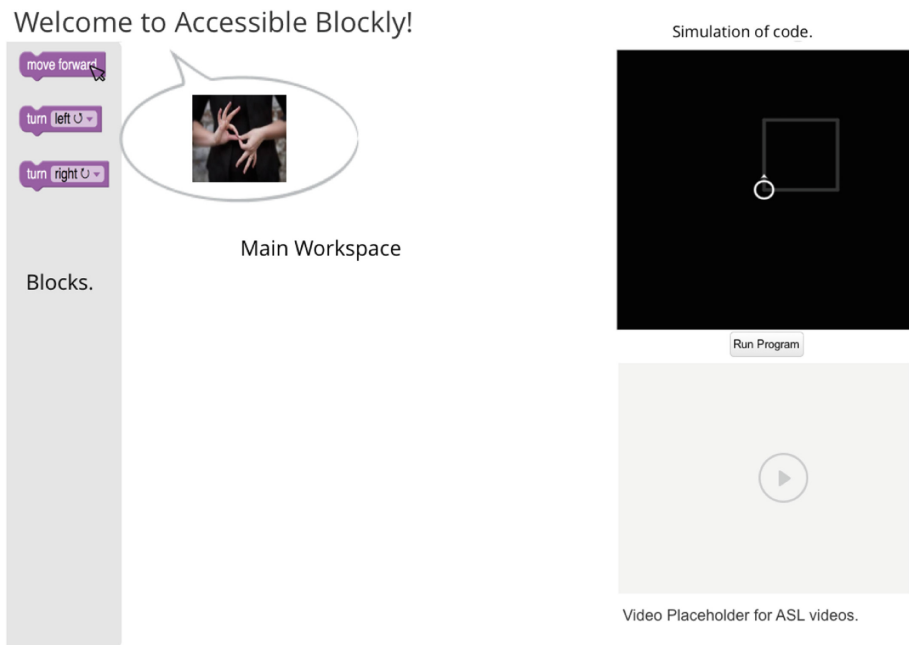 Welcome to Accessible Blockly!
Simulation of code.
move forward
turn left
turn right
Main Workspace
Blocks.
Run Program
Video Placeholder for ASL videos.